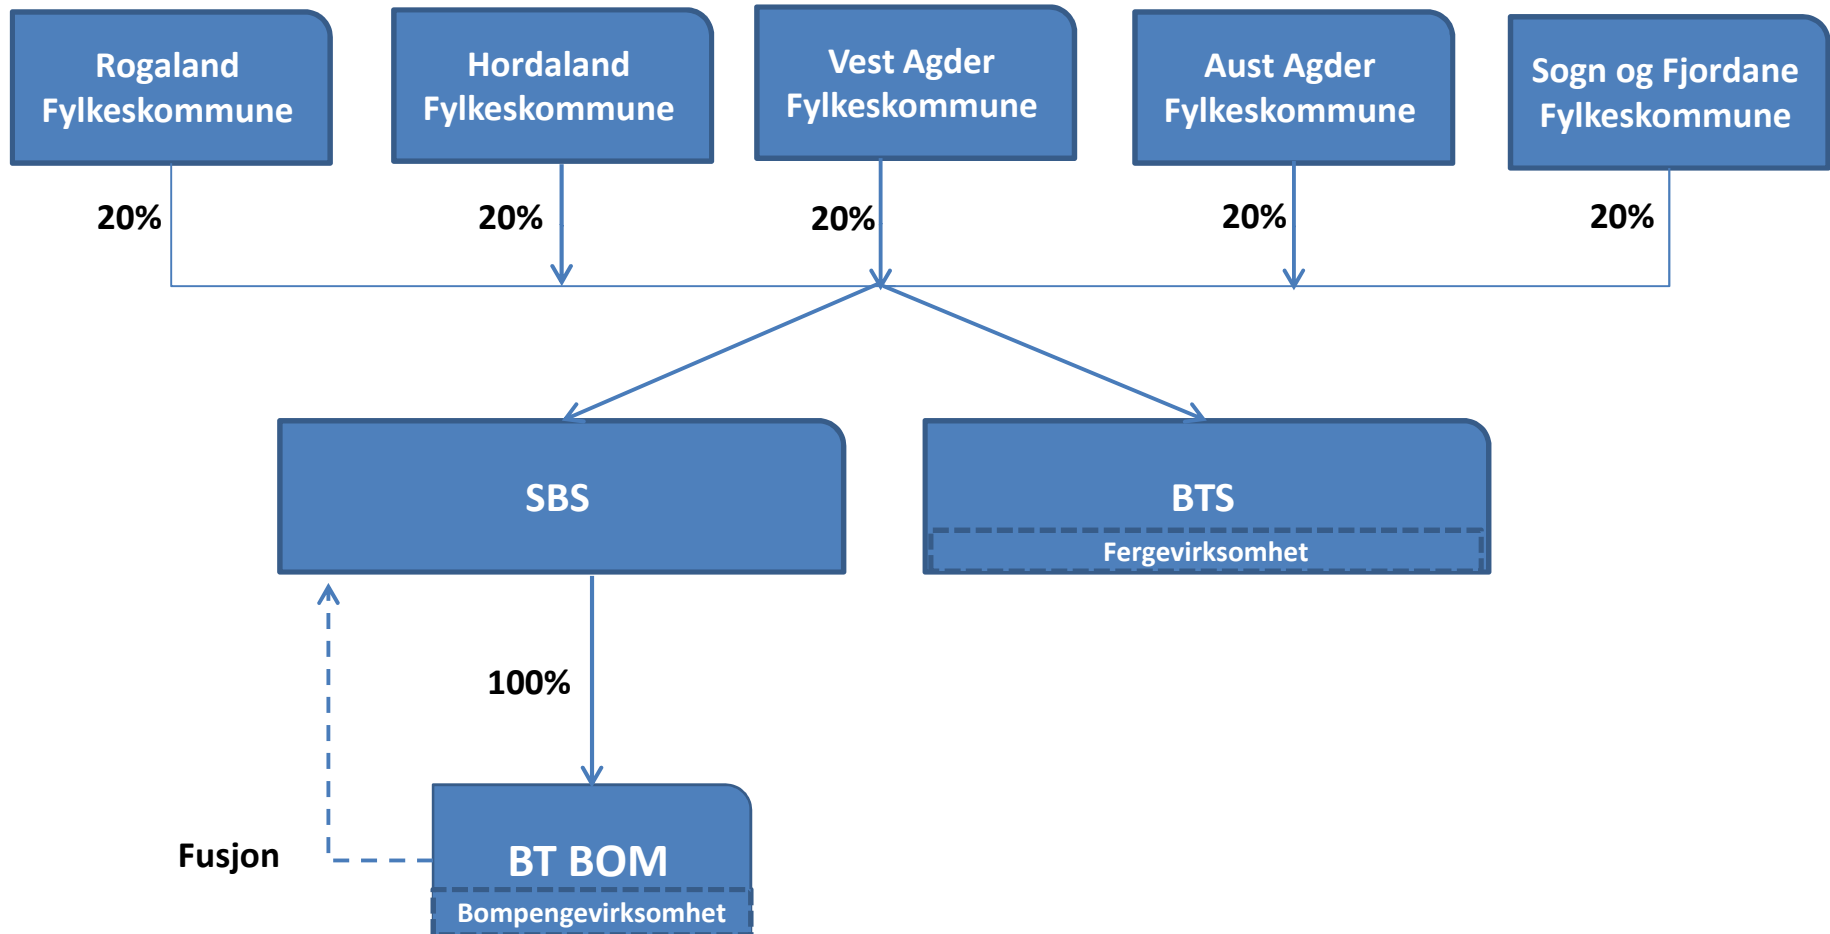 Rogaland
Fylkeskommune
Hordaland
Fylkeskommune
Vest Agder
Fylkeskommune
Aust Agder
Fylkeskommune
Sogn og Fjordane
Fylkeskommune
20%
20%
20%
20%
20%
SBS
BTS
Fergevirksomhet
100%
Fusjon
BT BOM
Bompengevirksomhet